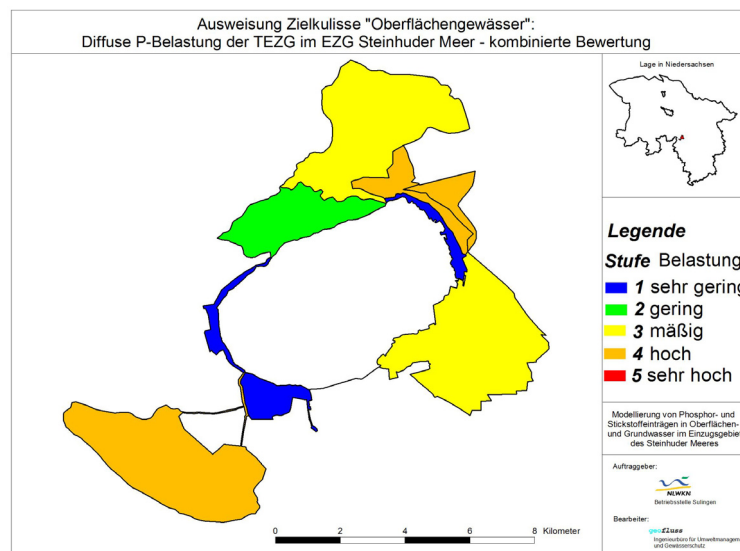 Ausweisung Zielkulisse "Oberflächengewässer":
Diffuse P-Belastung der TEZG im EZG Steinhuder Meer - kombinierte Bewertung
Lage in Niedersachsen
Legende
Stufe Belastung
1 sehr gering
2 gering
3 mäßig
4 hoch
5 sehr hoch
Modellierung von Phosphor- und
Stickstoffeinträgen in Oberflächen-
und Grundwasser im Einzugsgebiet
des Steinhuder Meeres
Auftraggeber:
NLWKN
Betriebsstelle Sulingen
Bearbeiter:
geofluss
Ingenieurbüro für Umweltmanagem
und Gewässerschutz
0 2 4 6 8 Kilometer